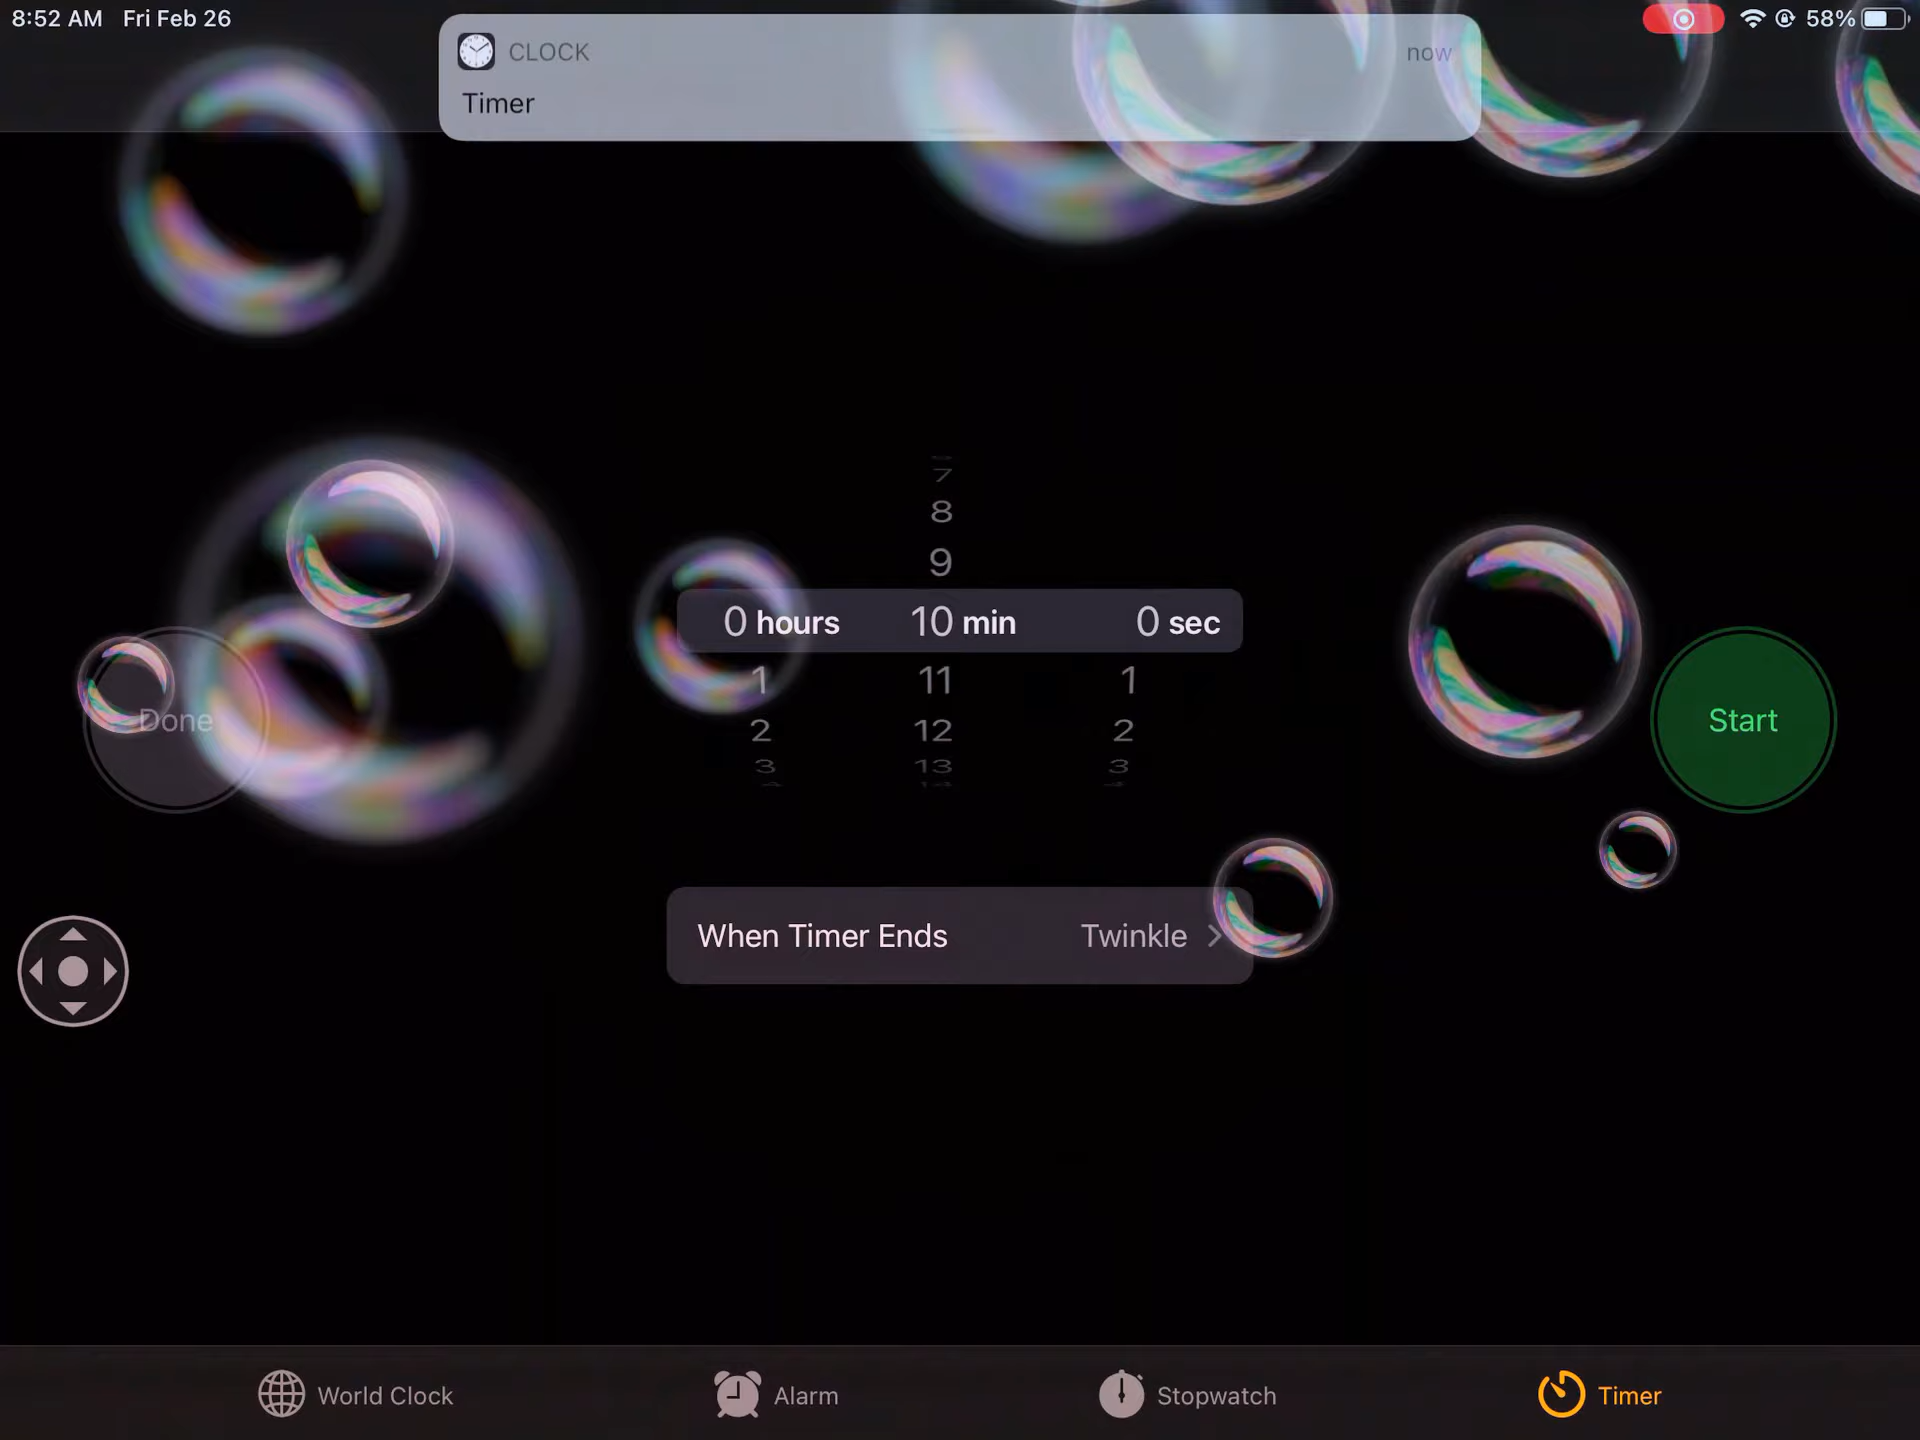 8:52 AM Fri Feb 26
58%
CLOCK
now
Timer
7
8
9
0 hours 10 min 0 sec
1 11 1
2 12 2
3 13 3
Done
Start
When Timer Ends Twinkle
World Clock
Alarm
Stopwatch
Timer